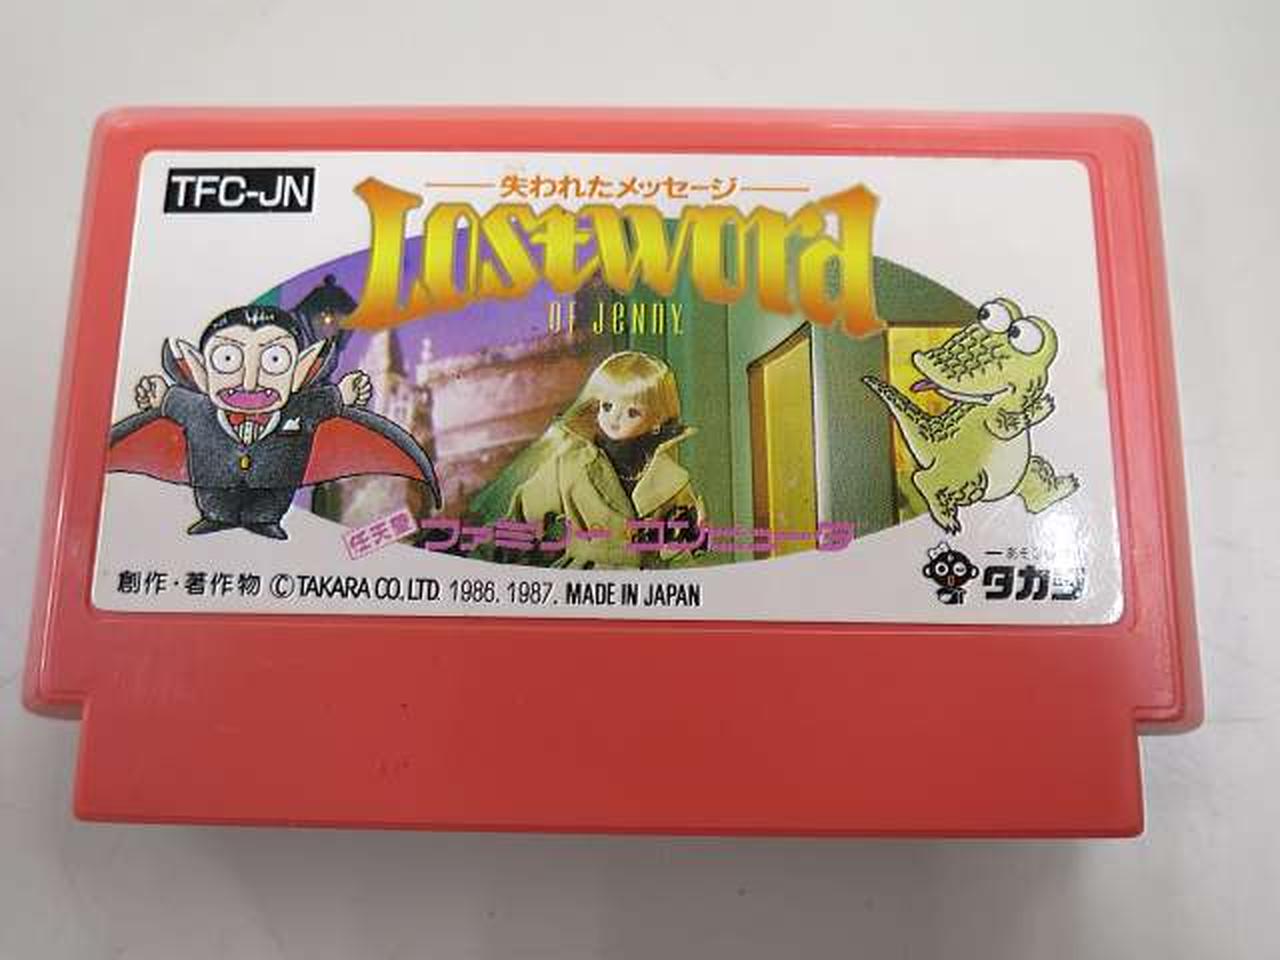 TFC-JN
失われたメッセージ
Lostword
OF JENNY
任天堂 ファミリー コンピュータ
創作・著作物 © TAKARA CO.,LTD. 1986. 1987. MADE IN JAPAN
タカラ